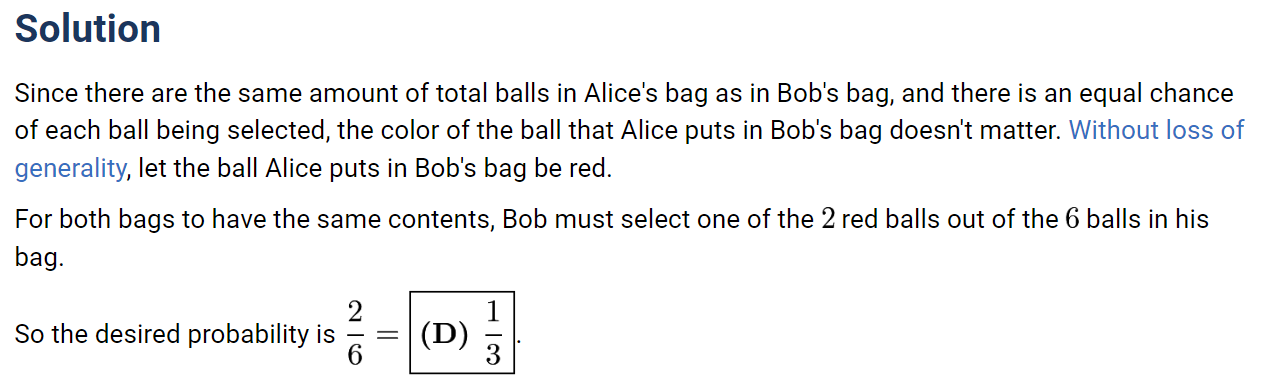 Solution
Since there are the same amount of total balls in Alice's bag as in Bob's bag, and there is an equal chance
of each ball being selected, the color of the ball that Alice puts in Bob's bag doesn't matter. Without loss of
generality, let the ball Alice puts in Bob's bag be red.
For both bags to have the same contents, Bob must select one of the 2 red balls out of the 6 balls in his
bag.
So the desired probability is 2/6 = (D) 1/3.